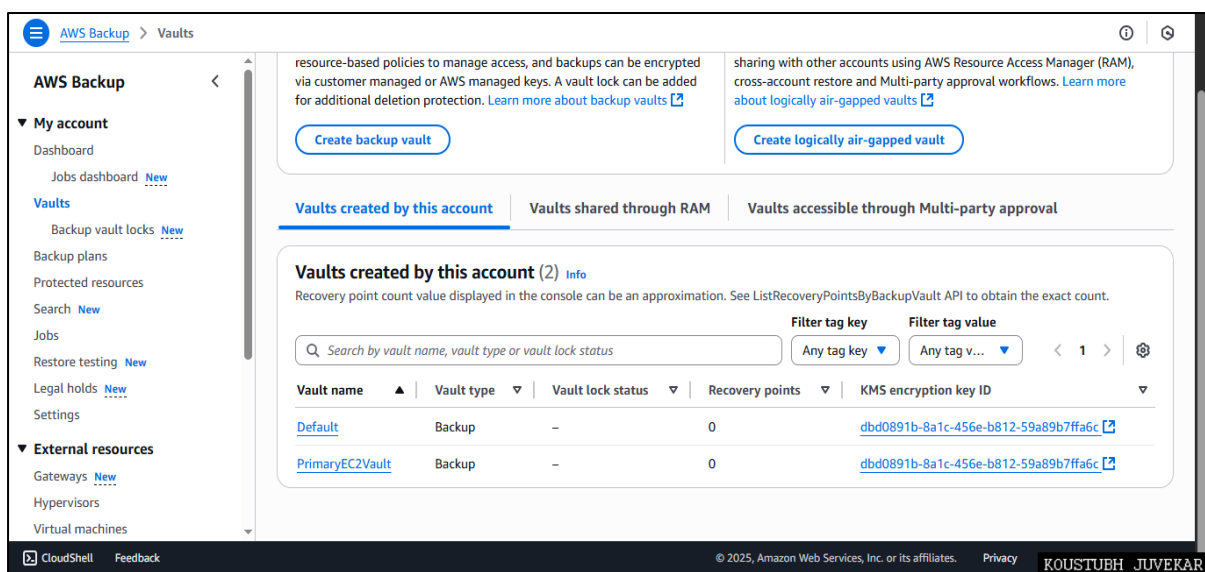 AWS Backup > Vaults
AWS Backup
My account
Dashboard
Jobs dashboard New
Vaults
Backup vault locks New
Backup plans
Protected resources
Search New
Jobs
Restore testing New
Legal holds New
Settings
External resources
Gateways New
Hypervisors
Virtual machines
resource-based policies to manage access, and backups can be encrypted
via customer managed or AWS managed keys. A vault lock can be added
for additional deletion protection. Learn more about backup vaults
Create backup vault
sharing with other accounts using AWS Resource Access Manager (RAM),
cross-account restore and Multi-party approval workflows. Learn more
about logically air-gapped vaults
Create logically air-gapped vault
Vaults created by this account Vaults shared through RAM Vaults accessible through Multi-party approval
Vaults created by this account (2) Info
Recovery point count value displayed in the console can be an approximation. See ListRecoveryPointsByBackupVault API to obtain the exact count.
Filter tag key Filter tag value
Search by vault name, vault type or vault lock status Any tag key Any tag v... < 1 >
Vault name Vault type Vault lock status Recovery points KMS encryption key ID
Default Backup – 0 dbd0891b-8a1c-456e-b812-59a89b7ffa6c
PrimaryEC2Vault Backup – 0 dbd0891b-8a1c-456e-b812-59a89b7ffa6c
CloudShell Feedback © 2025, Amazon Web Services, Inc. or its affiliates. Privacy
KOUSTUBH JUVEKAR